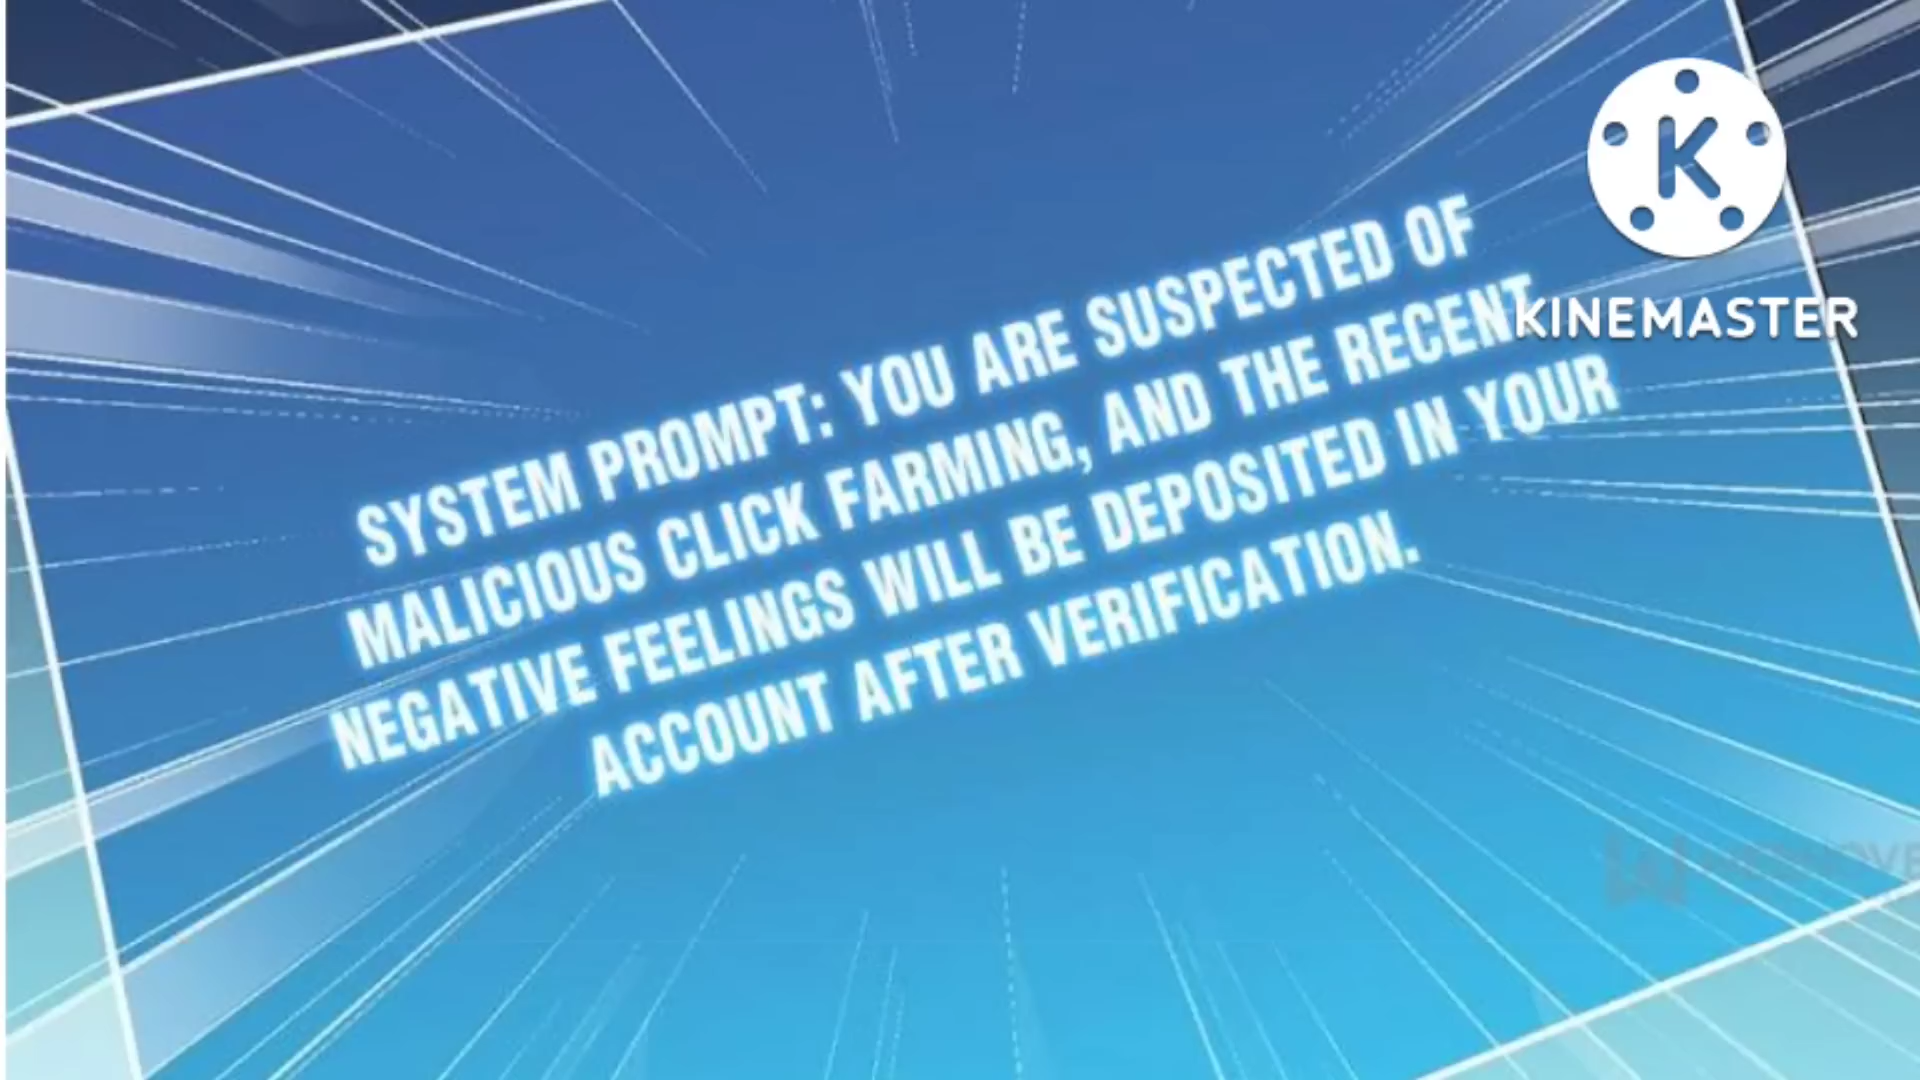 SYSTEM PROMPT: YOU ARE SUSPECTED OF
MALICIOUS CLICK FARMING, AND THE RECENT
NEGATIVE FEELINGS WILL BE DEPOSITED IN YOUR
ACCOUNT AFTER VERIFICATION.
K
KINEMASTER